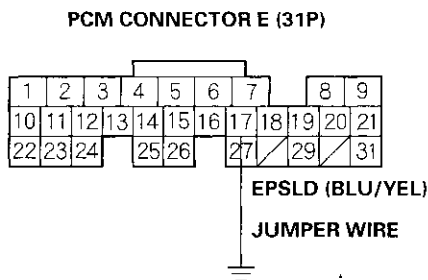 PCM CONNECTOR E (31P)
1 2 3 4 5 6 7 8 9
10 11 12 13 14 15 16 17 18 19 20 21
22 23 24 25 26 27 29 31
EPSLD (BLU/YEL)
JUMPER WIRE